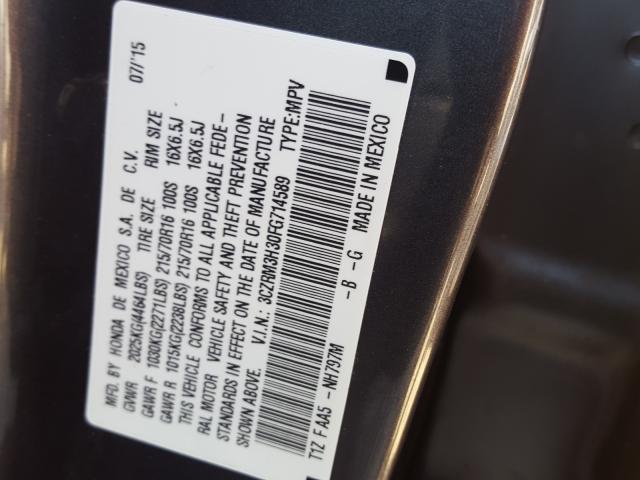 MFD. BY HONDA DE MEXICO S.A. DE C.V. 07/'15
GVWR 2025KG(4464LBS) TIRE SIZE RIM SIZE
GAWR F 1030KG(2271LBS) 215/70R16 100S 16X6.5J
GAWR R 1015KG(2238LBS) 215/70R16 100S 16X6.5J
THIS VEHICLE CONFORMS TO ALL APPLICABLE FEDE-
RAL MOTOR VEHICLE SAFETY AND THEFT PREVENTION
STANDARDS IN EFFECT ON THE DATE OF MANUFACTURE
SHOWN ABOVE. V.I.N.: 3CZRM3H30FG714589 TYPE:MPV
T1Z F AA5 -NH797M -B -G MADE IN MEXICO